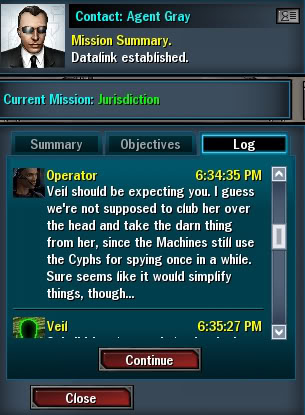 Contact: Agent Gray
Mission Summary.
Datalink established.
Current Mission: Jurisdiction
Summary
Objectives
Log
Operator 6:34:35 PM
Veil should be expecting you. I guess
we're not supposed to club her over
the head and take the darn thing
from her, since the Machines still use
the Cyphs for spying once in a while.
Sure seems like it would simplify
things, though...
Veil 6:35:27 PM
Continue
Close